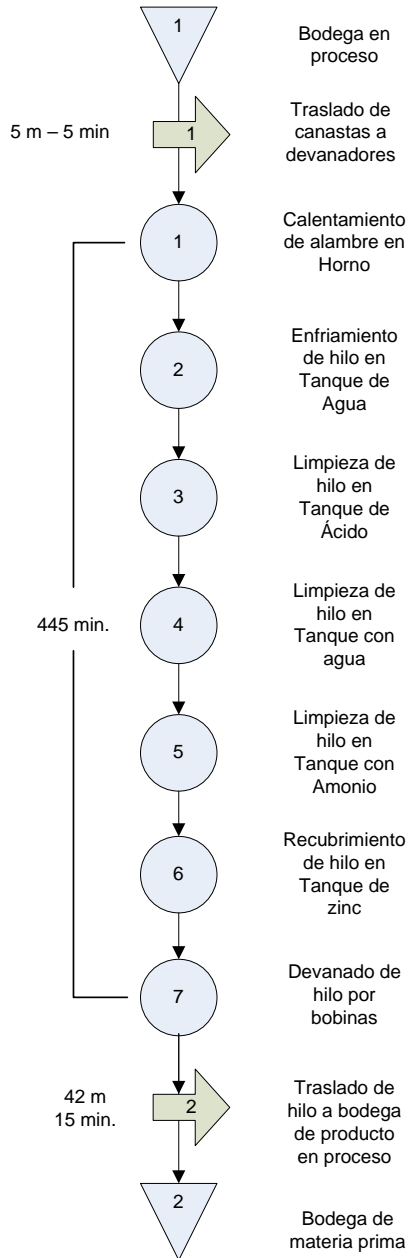 1
Bodega en
proceso
5 m – 5 min
1
Traslado de
canastas a
devanadores
1
Calentamiento
de alambre en
Horno
2
Enfriamiento
de hilo en
Tanque de
Agua
3
Limpieza de
hilo en
Tanque de
Ácido
445 min.
4
Limpieza de
hilo en
Tanque con
agua
5
Limpieza de
hilo en
Tanque con
Amonio
6
Recubrimiento
de hilo en
Tanque de
zinc
7
Devanado de
hilo por
bobinas
42 m
15 min.
2
Traslado de
hilo a bodega
de producto
en proceso
2
Bodega de
materia prima